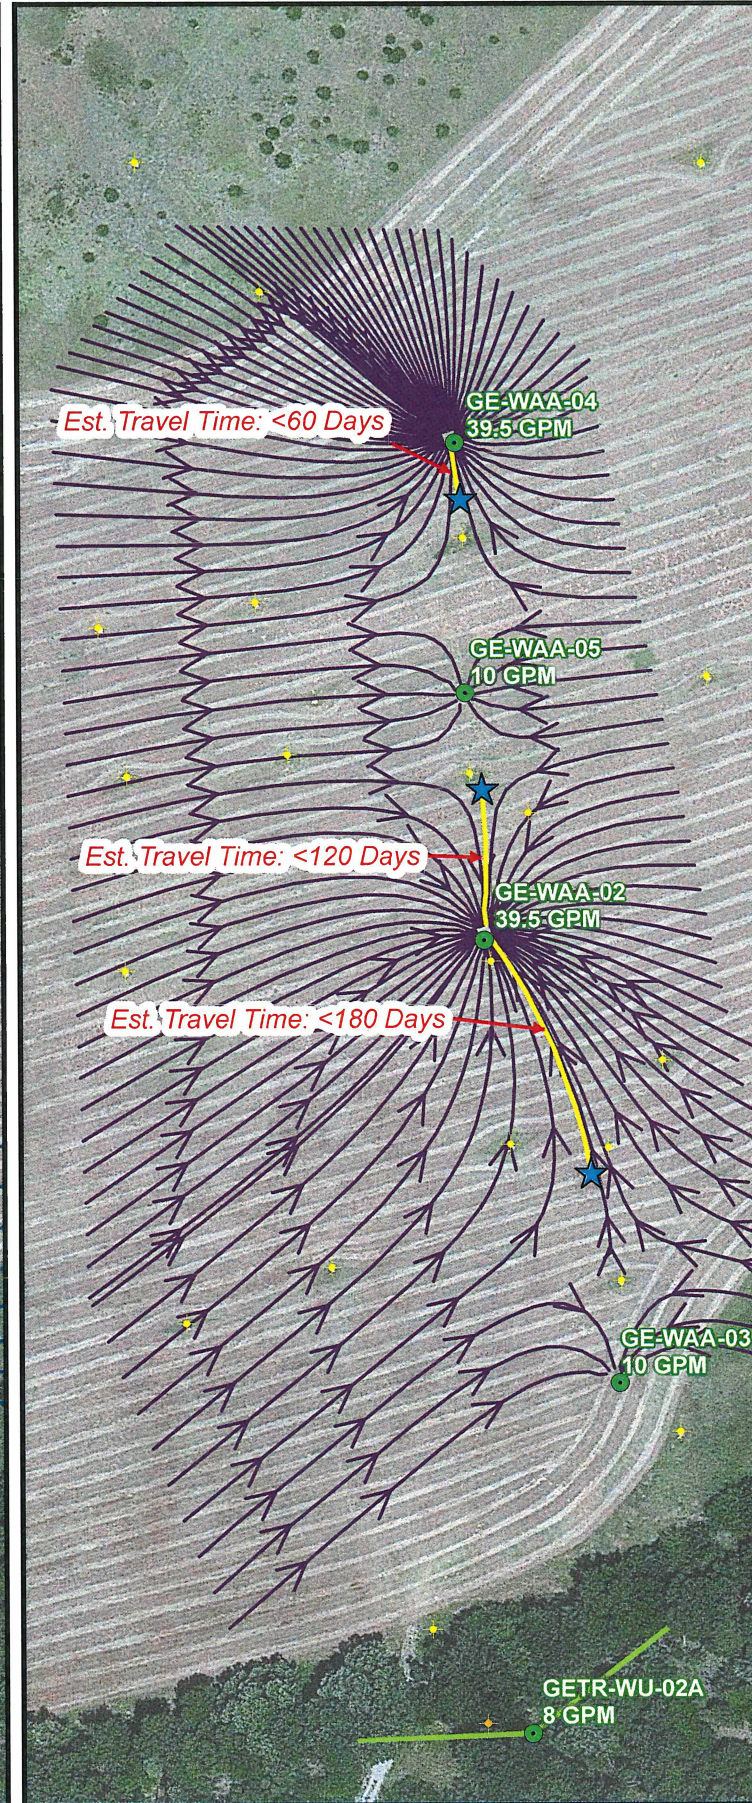 GE-WAA-04
39.5 GPM
Est. Travel Time: <60 Days
GE-WAA-05
10 GPM
Est. Travel Time: <120 Days
GE-WAA-02
39.5 GPM
Est. Travel Time: <180 Days
GE-WAA-03
10 GPM
GETR-WU-02A
8 GPM